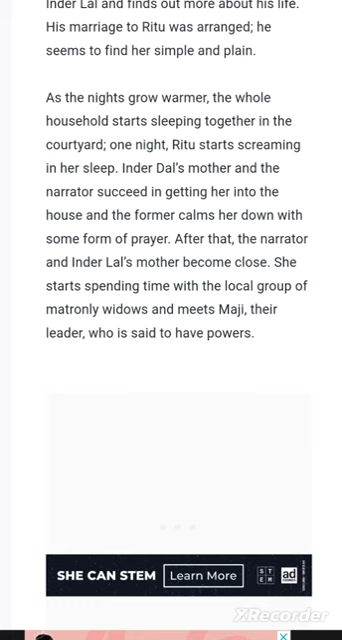 Inder Lal and finds out more about his life.
His marriage to Ritu was arranged; he
seems to find her simple and plain.
As the nights grow warmer, the whole
household starts sleeping together in the
courtyard; one night, Ritu starts screaming
in her sleep. Inder Dal’s mother and the
narrator succeed in getting her into the
house and the former calms her down with
some form of prayer. After that, the narrator
and Inder Lal’s mother become close. She
starts spending time with the local group of
matronly widows and meets Maji, their
leader, who is said to have powers.
SHE CAN STEM Learn More
ST
EM
ad
XRecorder